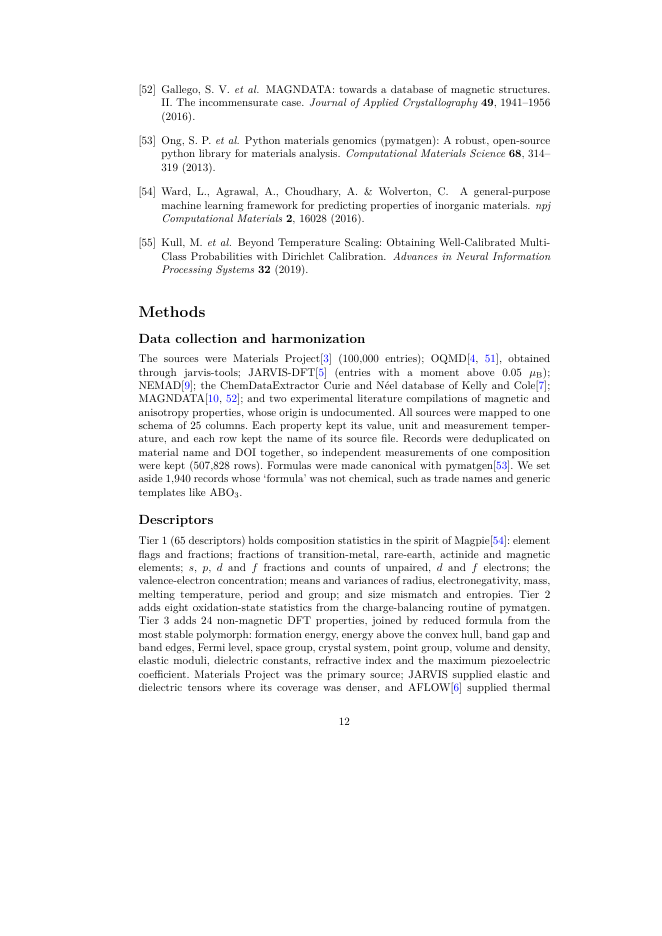 [52] Gallego, S. V. et al. MAGNDATA: towards a database of magnetic structures.
II. The incommensurate case. Journal of Applied Crystallography 49, 1941–1956
(2016).
[53] Ong, S. P. et al. Python materials genomics (pymatgen): A robust, open-source
python library for materials analysis. Computational Materials Science 68, 314–
319 (2013).
[54] Ward, L., Agrawal, A., Choudhary, A. & Wolverton, C. A general-purpose
machine learning framework for predicting properties of inorganic materials. npj
Computational Materials 2, 16028 (2016).
[55] Kull, M. et al. Beyond Temperature Scaling: Obtaining Well-Calibrated Multi-
Class Probabilities with Dirichlet Calibration. Advances in Neural Information
Processing Systems 32 (2019).
Methods
Data collection and harmonization
The sources were Materials Project[3] (100,000 entries); OQMD[4, 51], obtained
through jarvis-tools; JARVIS-DFT[5] (entries with a moment above 0.05 μB);
NEMAD[9]; the ChemDataExtractor Curie and Néel database of Kelly and Cole[7];
MAGNDATA[10, 52]; and two experimental literature compilations of magnetic and
anisotropy properties, whose origin is undocumented. All sources were mapped to one
schema of 25 columns. Each property kept its value, unit and measurement temper-
ature, and each row kept the name of its source file. Records were deduplicated on
material name and DOI together, so independent measurements of one composition
were kept (507,828 rows). Formulas were made canonical with pymatgen[53]. We set
aside 1,940 records whose ‘formula’ was not chemical, such as trade names and generic
templates like ABO3.
Descriptors
Tier 1 (65 descriptors) holds composition statistics in the spirit of Magpie[54]: element
flags and fractions; fractions of transition-metal, rare-earth, actinide and magnetic
elements; s, p, d and f fractions and counts of unpaired, d and f electrons; the
valence-electron concentration; means and variances of radius, electronegativity, mass,
melting temperature, period and group; and size mismatch and entropies. Tier 2
adds eight oxidation-state statistics from the charge-balancing routine of pymatgen.
Tier 3 adds 24 non-magnetic DFT properties, joined by reduced formula from the
most stable polymorph: formation energy, energy above the convex hull, band gap and
band edges, Fermi level, space group, crystal system, point group, volume and density,
elastic moduli, dielectric constants, refractive index and the maximum piezoelectric
coefficient. Materials Project was the primary source; JARVIS supplied elastic and
dielectric tensors where its coverage was denser, and AFLOW[6] supplied thermal
12